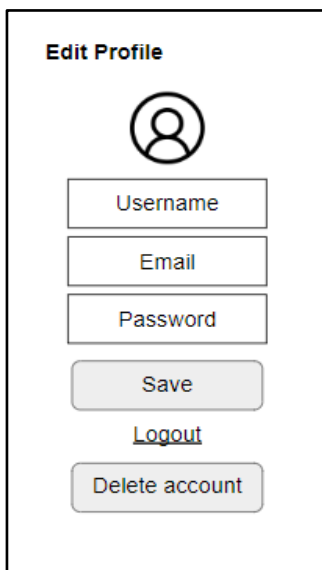 Edit Profile
Username
Email
Password
Save
Logout
Delete account